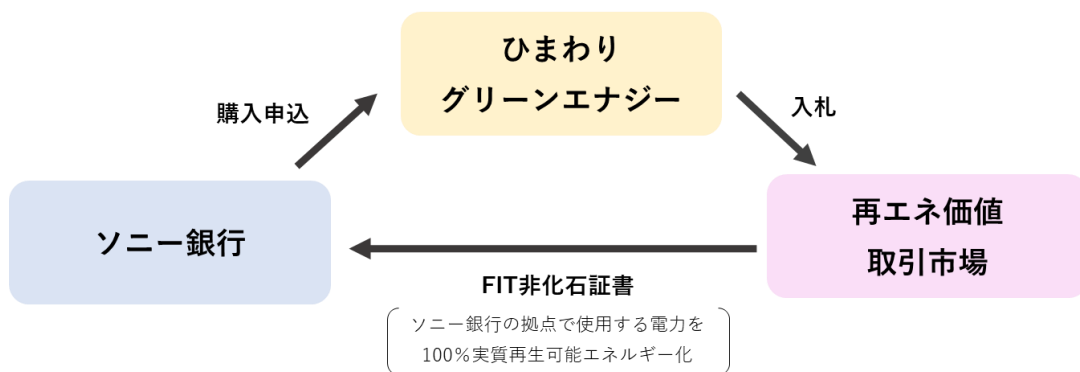 ひまわり
グリーンエナジー
購入申込
入札
ソニー銀行
再エネ価値
取引市場
FIT非化石証書
ソニー銀行の拠点で使用する電力を
100％実質再生可能エネルギー化